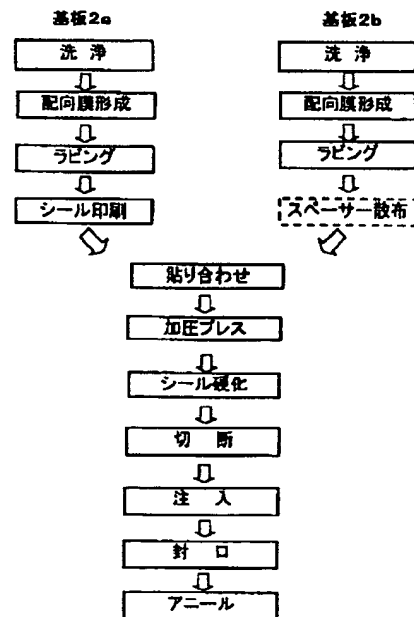 基板2a
基板2b
洗 浄
洗 浄
配向膜形成
配向膜形成
ラビング
ラビング
シール印刷
スペーサー散布
貼り合わせ
加圧プレス
シール硬化
切 断
注 入
封 口
アニール